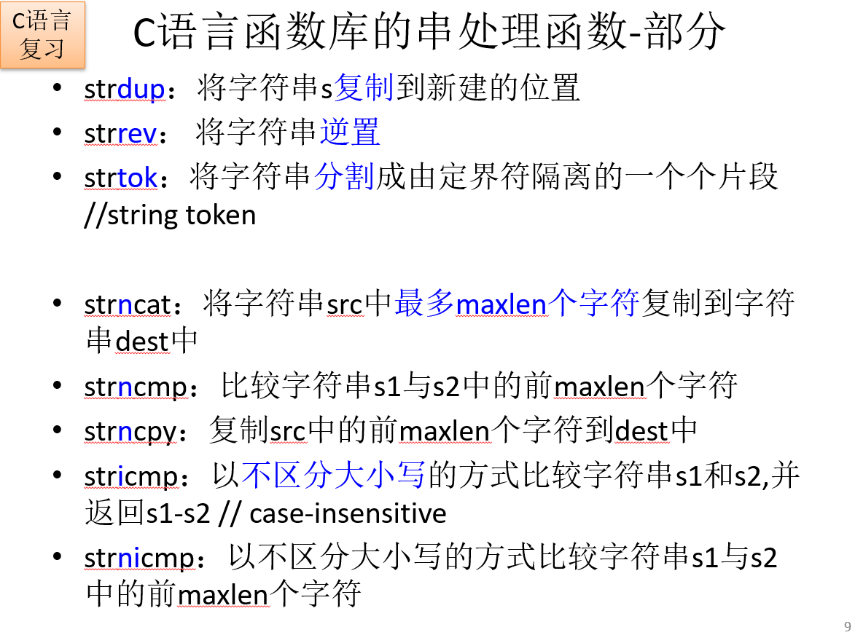 C语言
复习
C语言函数库的串处理函数-部分
• strdup：将字符串s复制到新建的位置
• strrev： 将字符串逆置
• strtok：将字符串分割成由定界符隔离的一个个片段
//string token
• strncat：将字符串src中最多maxlen个字符复制到字符
串dest中
• strncmp：比较字符串s1与s2中的前maxlen个字符
• strncpy：复制src中的前maxlen个字符到dest中
• stricmp：以不区分大小写的方式比较字符串s1和s2,并
返回s1-s2 // case-insensitive
• strnicmp：以不区分大小写的方式比较字符串s1与s2
中的前maxlen个字符
9